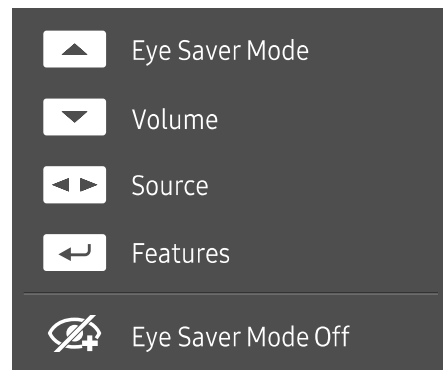 Eye Saver Mode
Volume
Source
Features
Eye Saver Mode Off